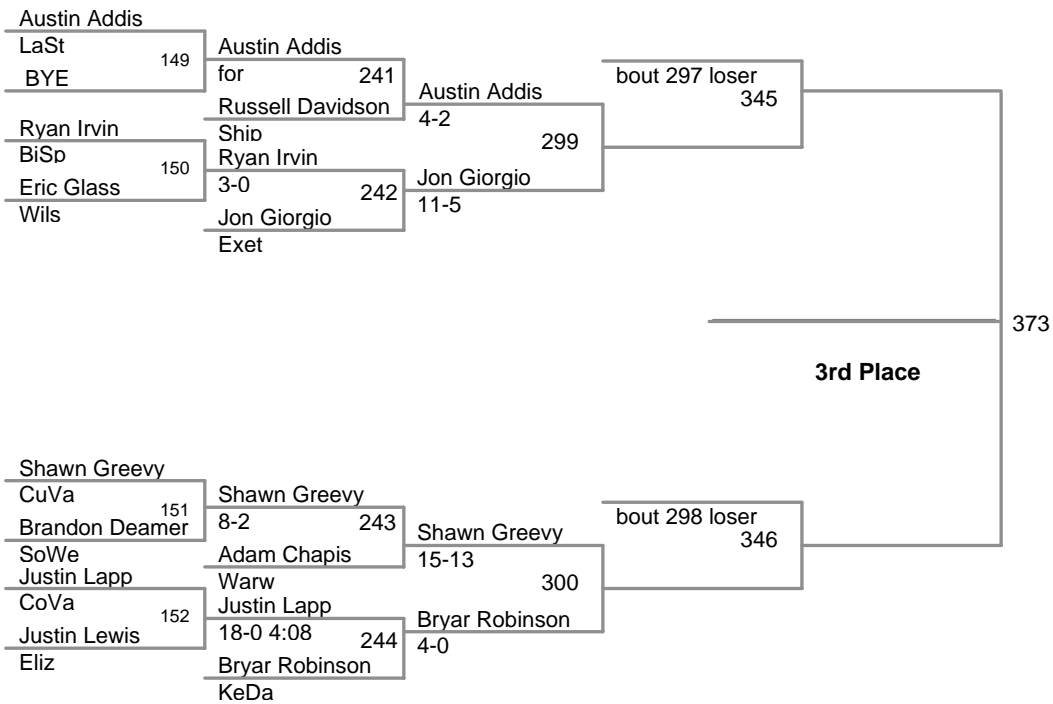 Austin Addis
LaSt
149
BYE
Austin Addis
for
241
Russell Davidson
Ship
Austin Addis
4-2
299
bout 297 loser
345
Ryan Irvin
BiSp
150
Eric Glass
Wils
Ryan Irvin
3-0
242
Jon Giorgio
Exet
Jon Giorgio
11-5
373
3rd Place
Shawn Greevy
CuVa
151
Brandon Deamer
SoWe
Shawn Greevy
8-2
243
Adam Chapis
Warw
Shawn Greevy
15-13
300
bout 298 loser
346
Justin Lapp
CoVa
152
Justin Lewis
Eliz
Justin Lapp
18-0 4:08
244
Bryar Robinson
KeDa
Bryar Robinson
4-0